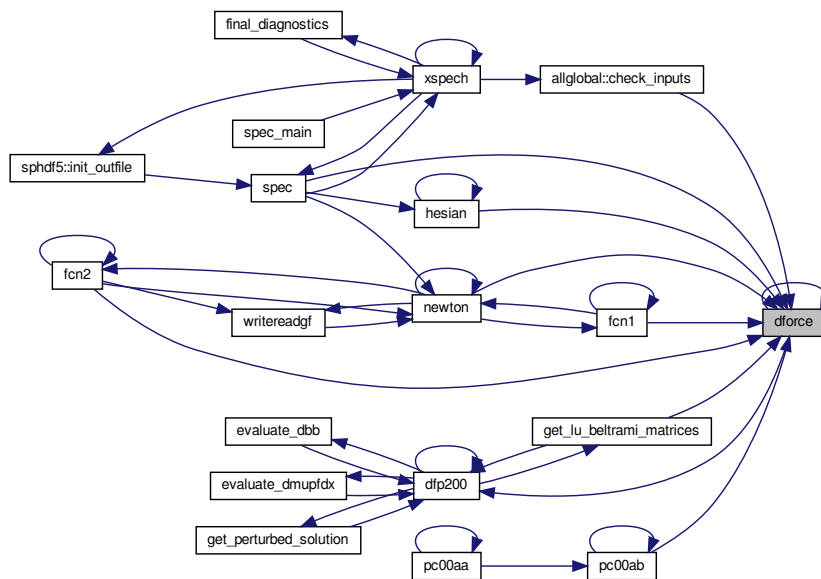 final_diagnostics
xspech
allglobal::check_inputs
spec_main
sphdf5::init_outfile
spec
hesian
fcn2
newton
writereadgf
fcn1
dforce
evaluate_dbb
get_lu_beltrami_matrices
evaluate_dmupfdx
dfp200
get_perturbed_solution
pc00aa
pc00ab